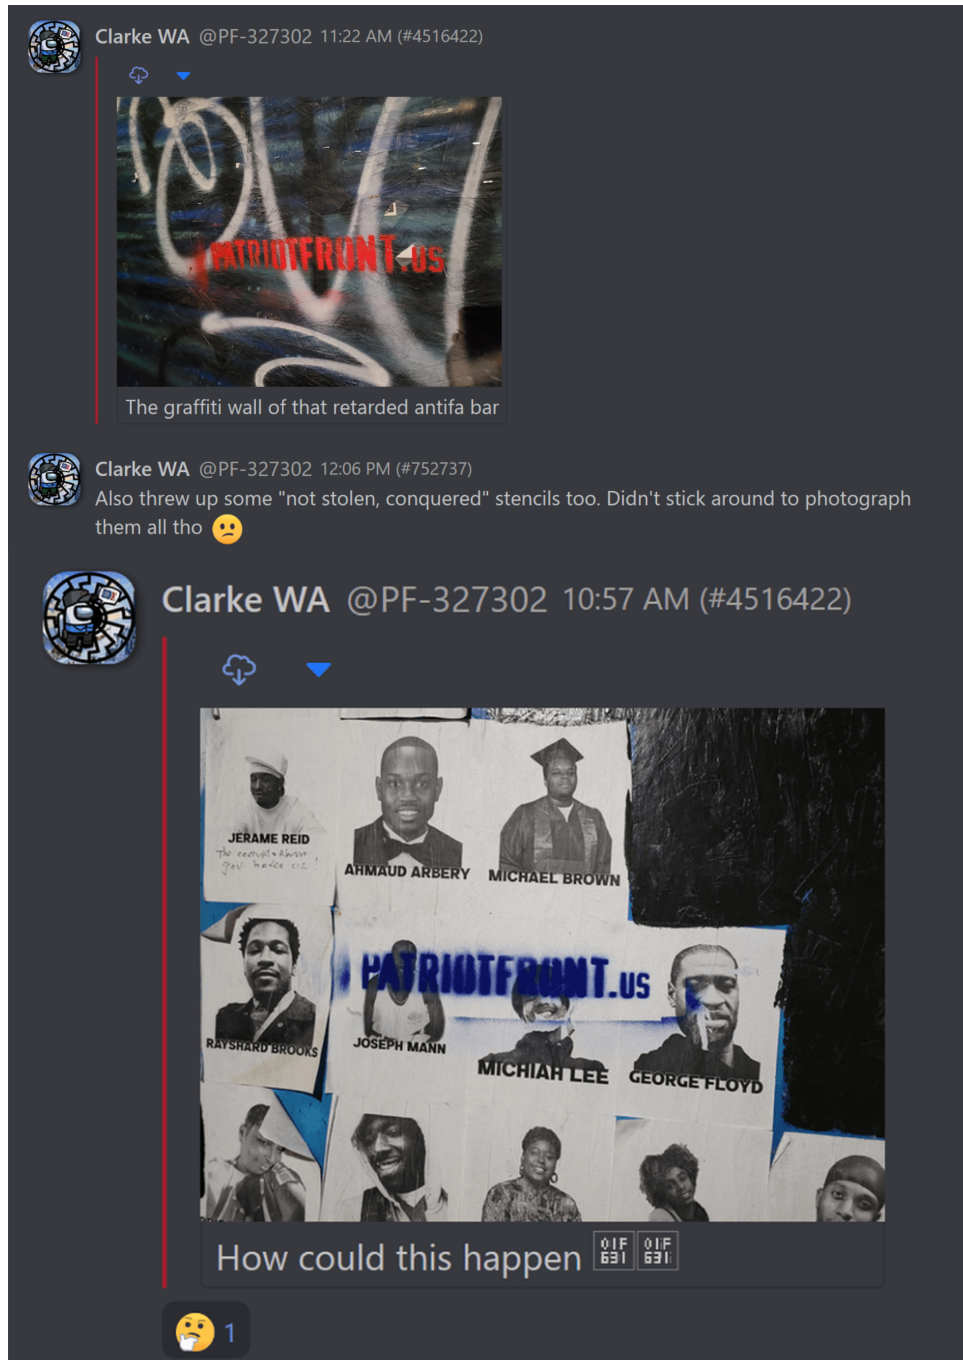 Clarke WA @PF-327302 11:22 AM (#4516422)
PATRIOTFRONT.US
The graffiti wall of that retarded antifa bar
Clarke WA @PF-327302 12:06 PM (#752737)
Also threw up some "not stolen, conquered" stencils too. Didn't stick around to photograph
them all tho
Clarke WA @PF-327302 10:57 AM (#4516422)
JERAME REID
AHMAUD ARBERY
MICHAEL BROWN
PATRIOTFRONT.US
RAYSHARD BROOKS
JOSEPH MANN
MICHIAH LEE
GEORGE FLOYD
How could this happen
1